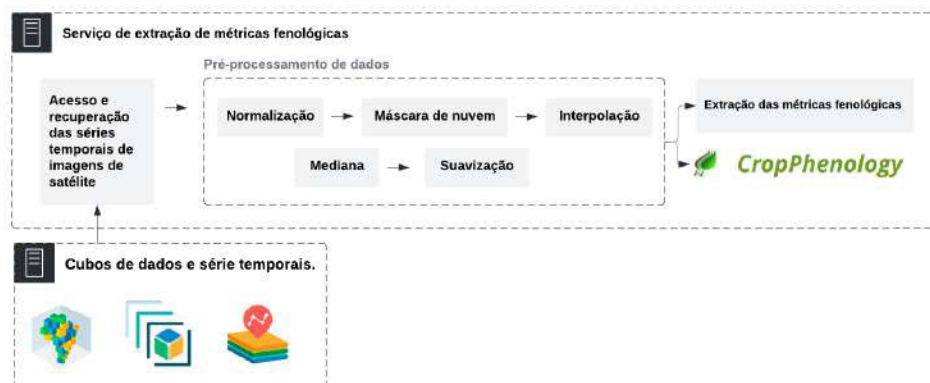 Serviço de extração de métricas fenológicas
Pré-processamento de dados
Acesso e
recuperação
das séries
temporais de
imagens de
satélite
Normalização
Máscara de nuvem
Interpolação
Mediana
Suavização
Extração das métricas fenológicas
CropPhenology
Cubos de dados e série temporais.